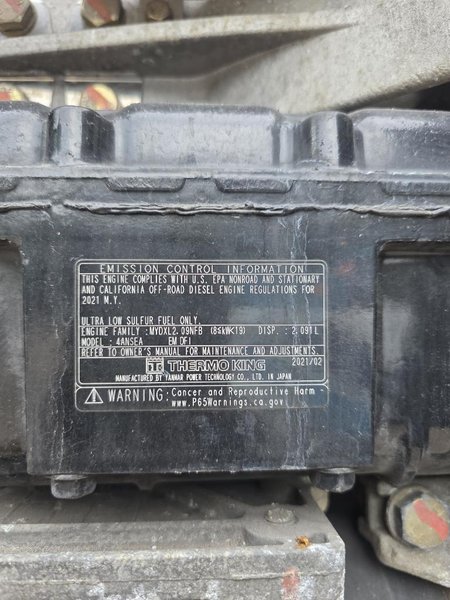 EMISSION CONTROL INFORMATION
THIS ENGINE COMPLIES WITH U.S. EPA NONROAD AND STATIONARY
AND CALIFORNIA OFF-ROAD DIESEL ENGINE REGULATIONS FOR
2021 M.Y.
ULTRA LOW SULFUR FUEL ONLY
ENGINE FAMILY : MYDXL2.09NFB (8≤kW<19) DISP. : 2.091L
MODEL : 4ANSEA EM DFI
REFER TO OWNER'S MANUAL FOR MAINTENANCE AND ADJUSTMENTS
THERMO KING 2021/02
MANUFACTURED BY YANMAR POWER TECHNOLOGY CO., LTD. IN JAPAN
WARNING: Cancer and Reproductive Harm -
www.P65Warnings.ca.gov